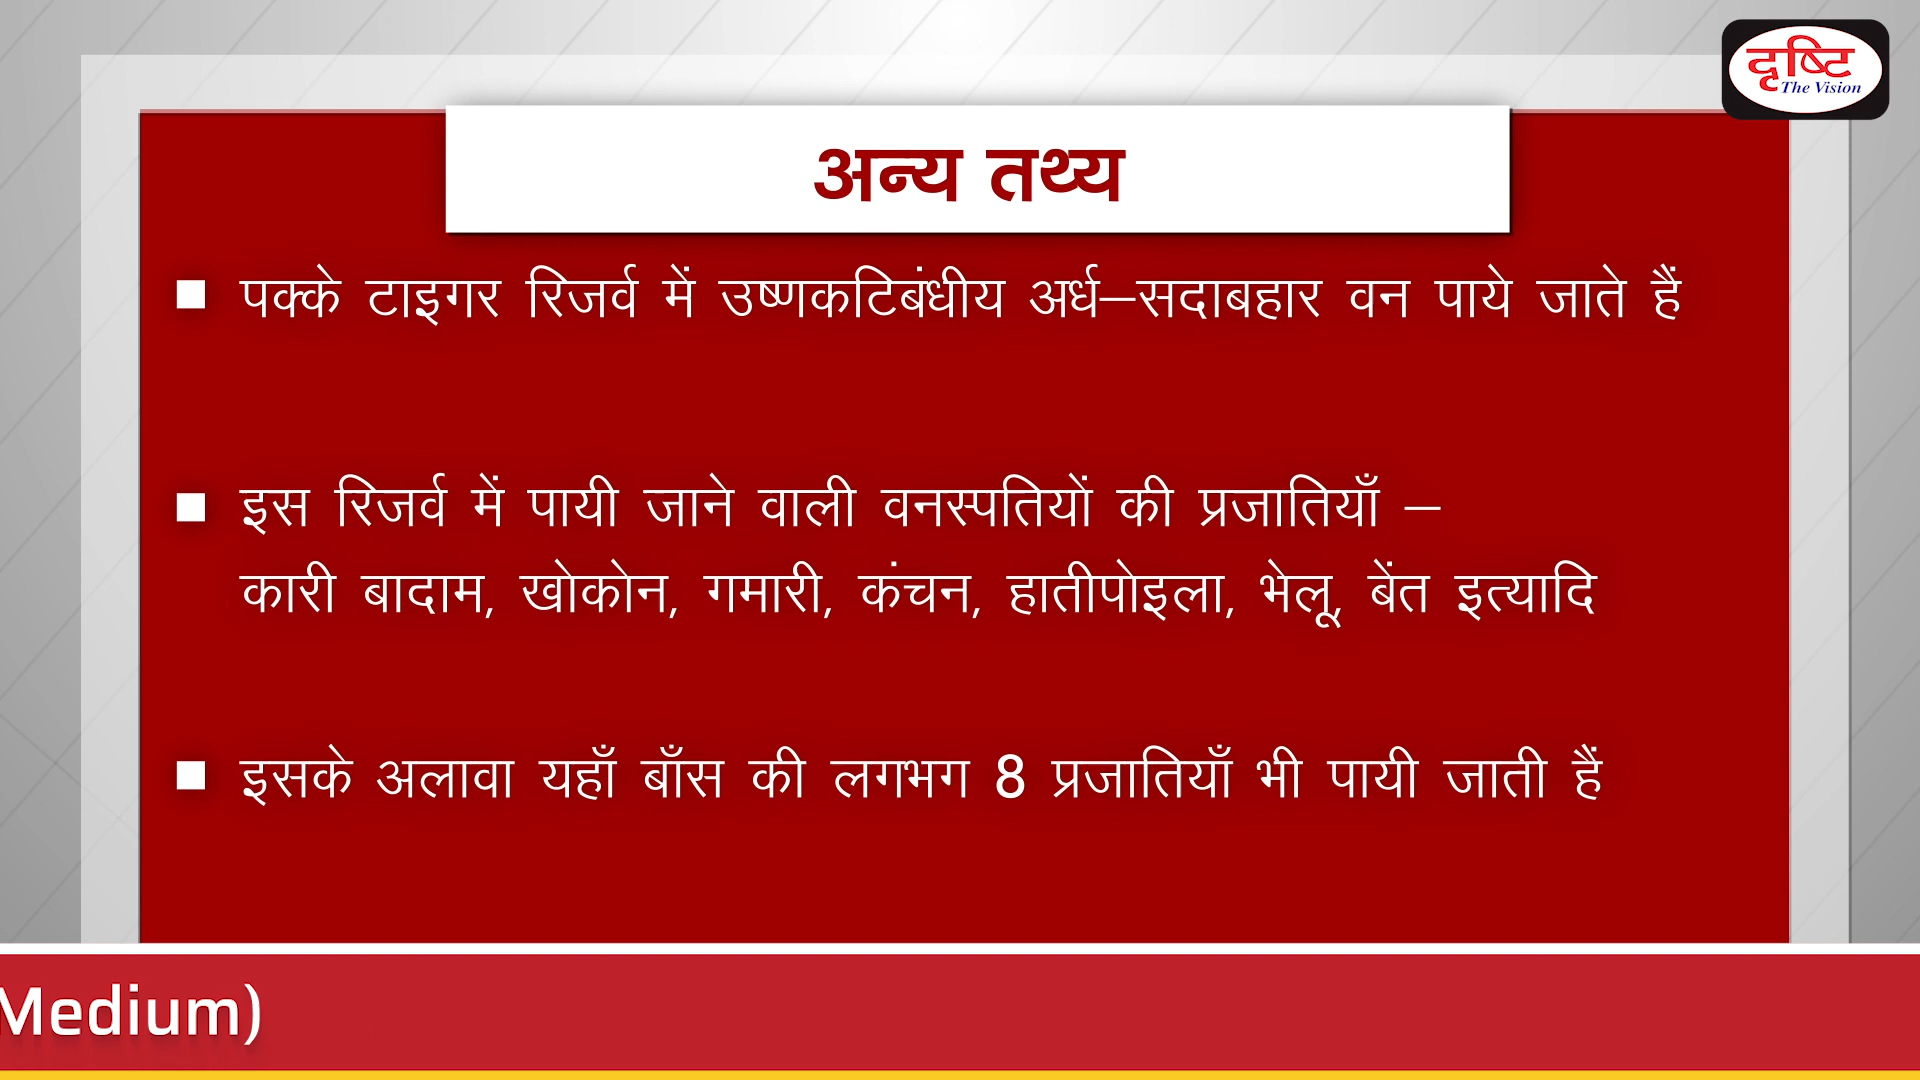 दृष्टि
The Vision
अन्य तथ्य
■ पक्के टाइगर रिजर्व में उष्णकटिबंधीय अर्ध–सदाबहार वन पाये जाते हैं
■ इस रिजर्व में पायी जाने वाली वनस्पतियों की प्रजातियाँ –
कारी बादाम, खोकोन, गमारी, कंचन, हातीपोइला, भेलू, बेंत इत्यादि
■ इसके अलावा यहाँ बाँस की लगभग 8 प्रजातियाँ भी पायी जाती हैं
Medium)